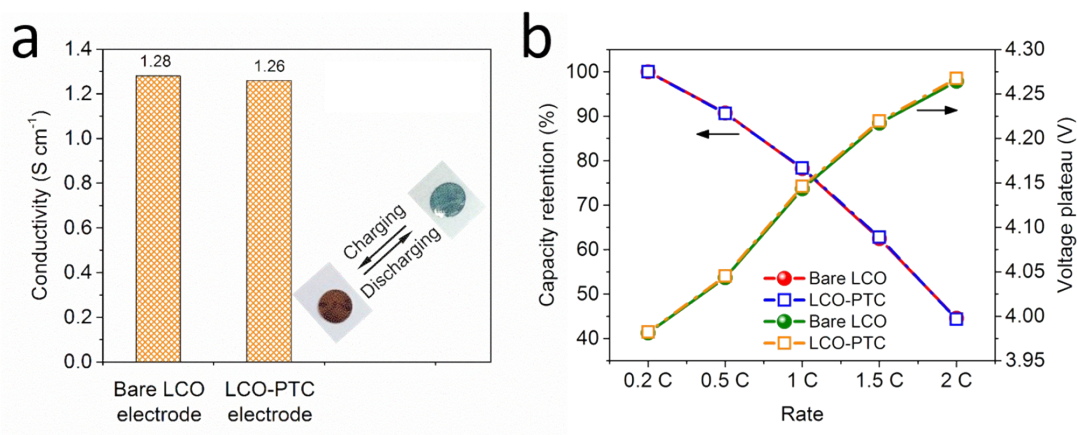 a
Conductivity (S cm⁻¹)
1.4
1.2
1.0
0.8
0.6
0.4
0.2
0.0
1.28
1.26
Charging
Discharging
Bare LCO
electrode
LCO-PTC
electrode
b
Capacity retention (%)
100
90
80
70
60
50
40
Bare LCO
LCO-PTC
Bare LCO
LCO-PTC
4.30
4.25
4.20
4.15
4.10
4.05
4.00
3.95
Voltage plateau (V)
0.2 C
0.5 C
1 C
1.5 C
2 C
Rate